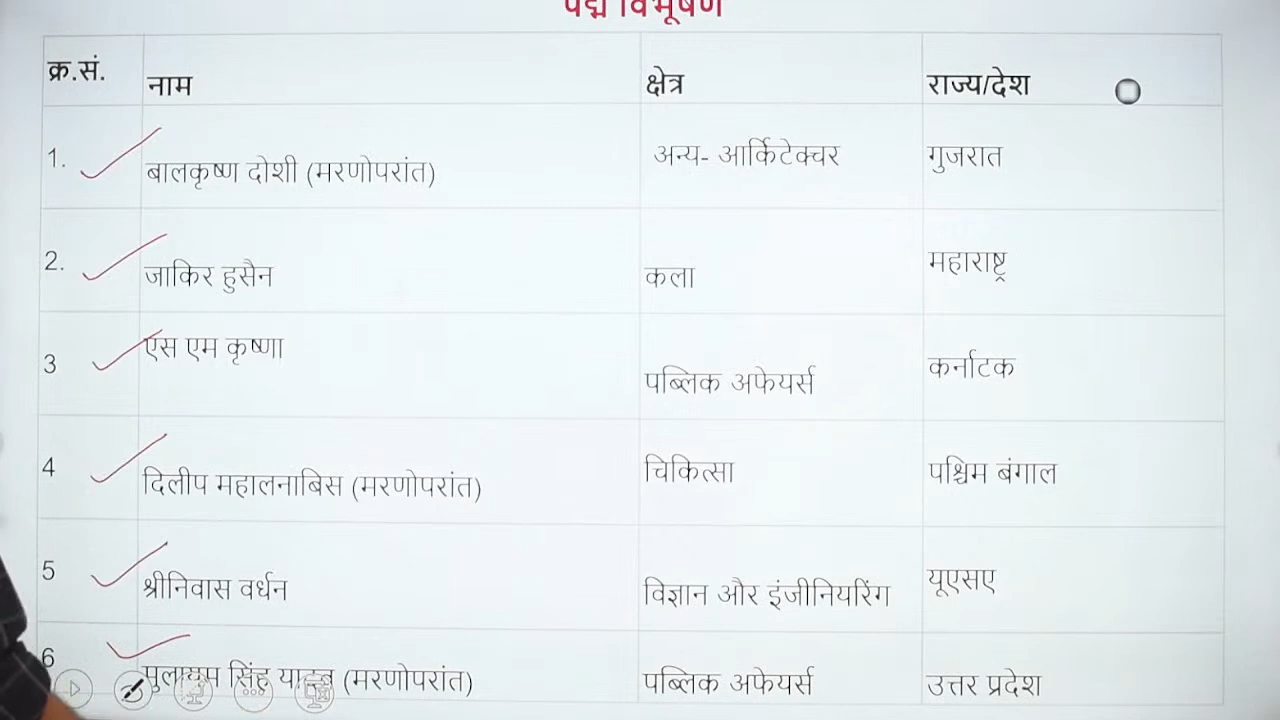 पद्म विभूषण
क्र.सं. नाम क्षेत्र राज्य/देश
1. बालकृष्ण दोशी (मरणोपरांत) अन्य- आर्किटेक्चर गुजरात
2. जाकिर हुसैन कला महाराष्ट्र
3 एस एम कृष्णा पब्लिक अफेयर्स कर्नाटक
4 दिलीप महालनाबिस (मरणोपरांत) चिकित्सा पश्चिम बंगाल
5 श्रीनिवास वर्धन विज्ञान और इंजीनियरिंग यूएसए
6 मुलायम सिंह यादव (मरणोपरांत) पब्लिक अफेयर्स उत्तर प्रदेश